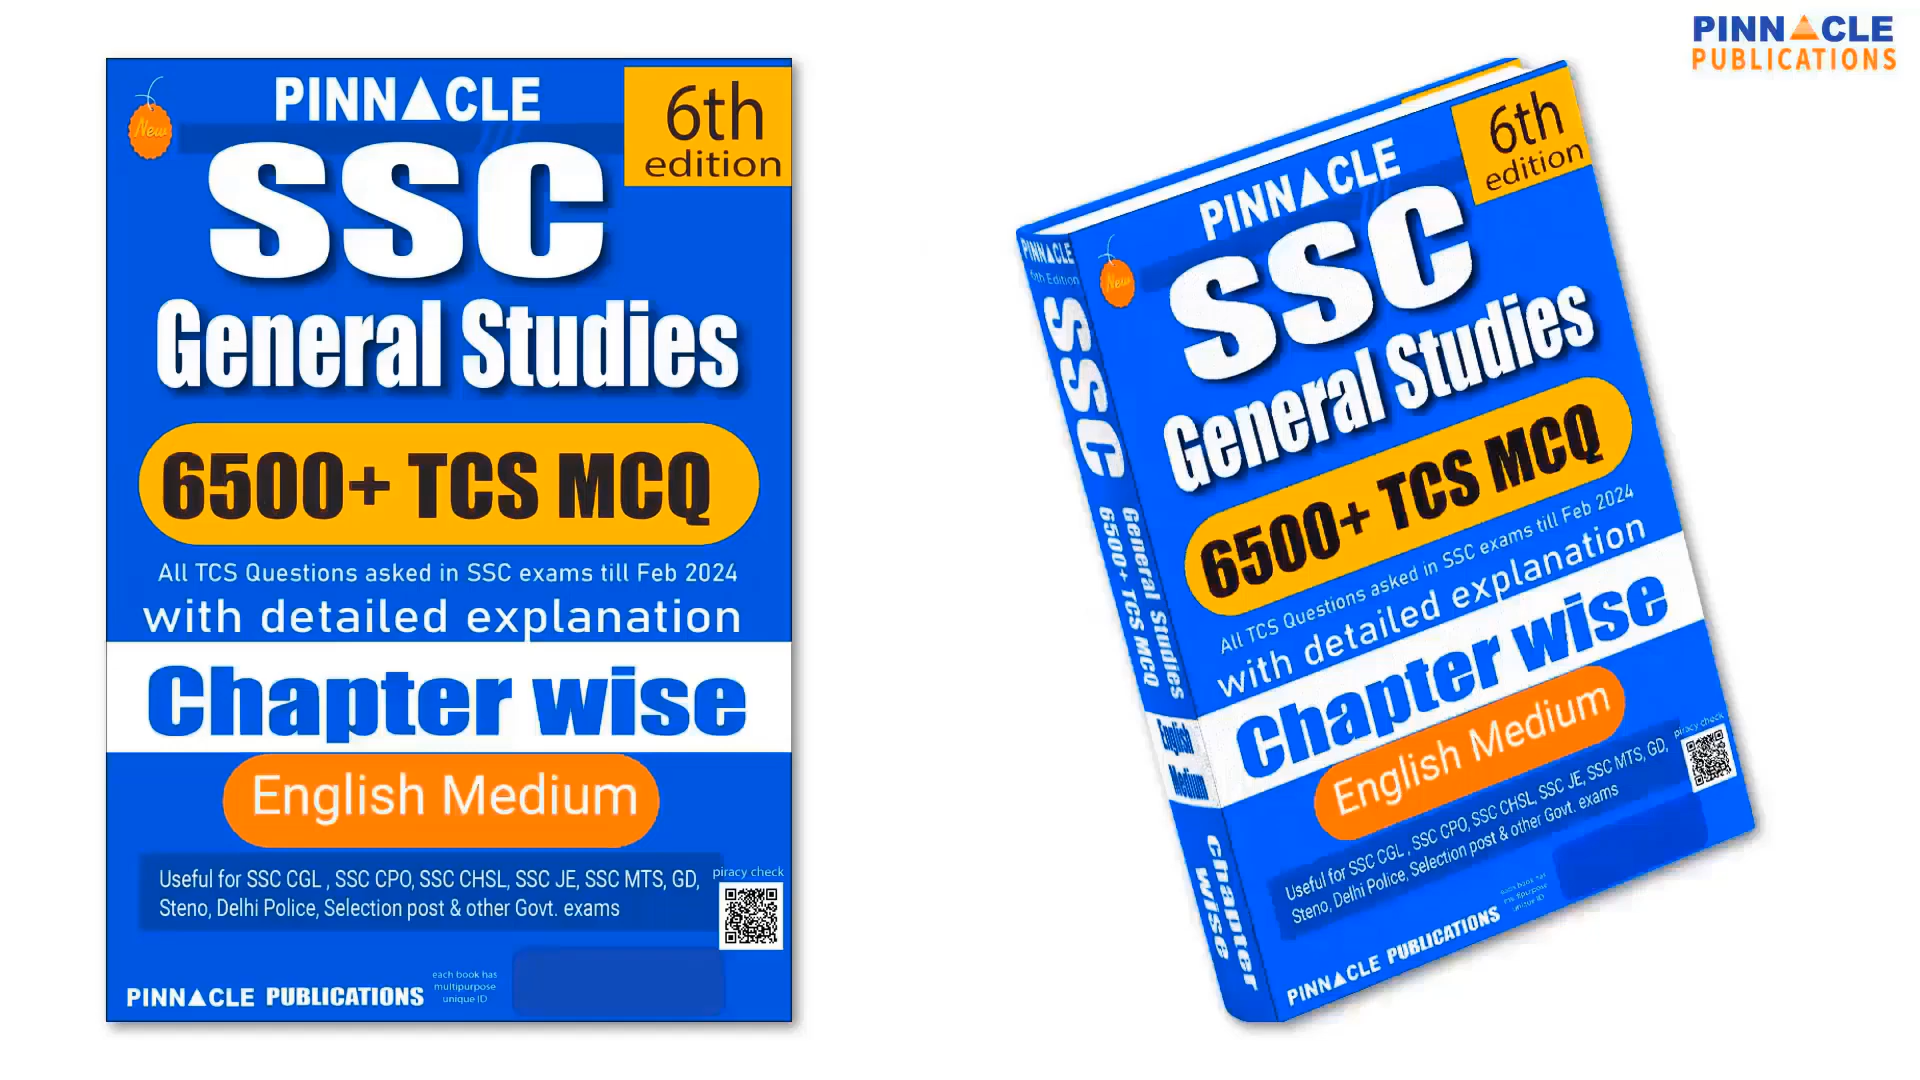 PINNACLE
PUBLICATIONS
New
PINNACLE
6th
edition
SSC
General Studies
6500+ TCS MCQ
All TCS Questions asked in SSC exams till Feb 2024
with detailed explanation
Chapter wise
English Medium
Useful for SSC CGL , SSC CPO, SSC CHSL, SSC JE, SSC MTS, GD,
Steno, Delhi Police, Selection post & other Govt. exams
piracy check
PINNACLE PUBLICATIONS
each book has
multipurpose
unique ID
PINNACLE
6th Edition
SSC
General Studies
6500+ TCS MCQ
English
Medium
Chapter
wise
New
PINNACLE
6th
edition
SSC
General Studies
6500+ TCS MCQ
All TCS Questions asked in SSC exams till Feb 2024
with detailed explanation
Chapter wise
English Medium
piracy check
Useful for SSC CGL , SSC CPO, SSC CHSL, SSC JE, SSC MTS, GD,
Steno, Delhi Police, Selection post & other Govt. exams
PINNACLE PUBLICATIONS
each book has
multipurpose
unique ID